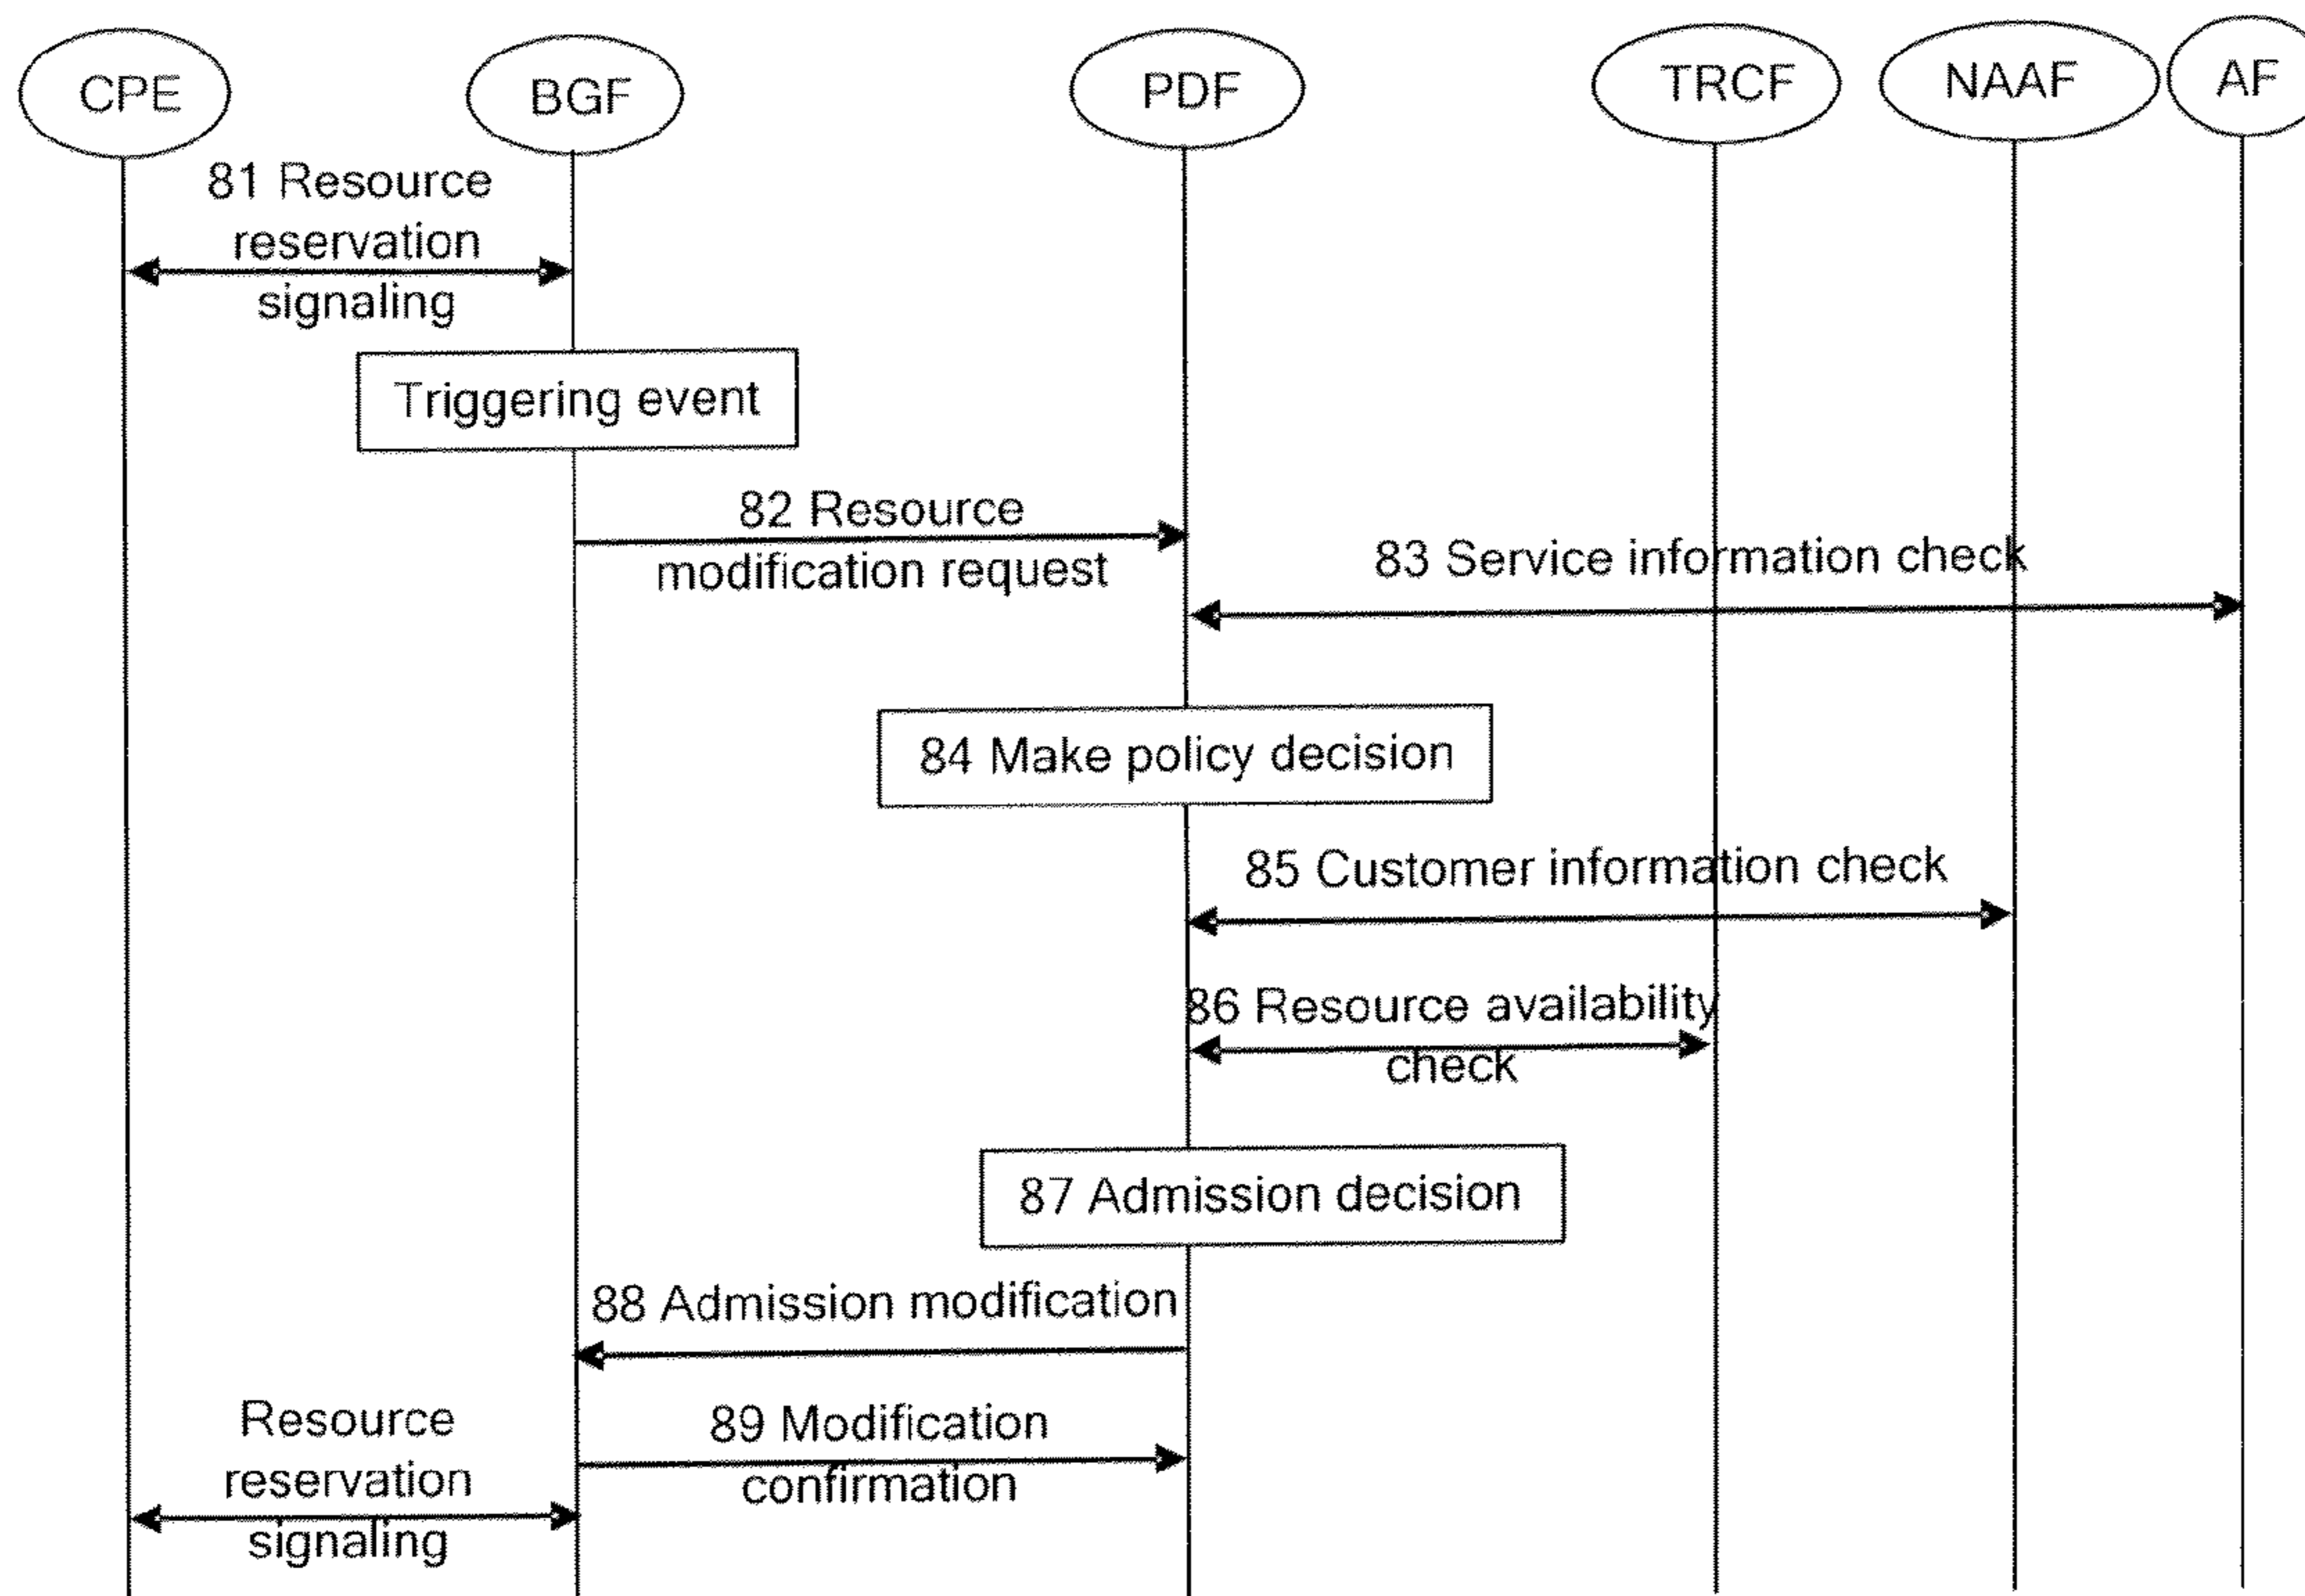 CPE
BGF
PDF
TRCF
NAAF
AF
81 Resource
reservation
signaling
Triggering event
82 Resource
modification request
83 Service information check
84 Make policy decision
85 Customer information check
86 Resource availability
check
87 Admission decision
88 Admission modification
89 Modification
confirmation
Resource
reservation
signaling